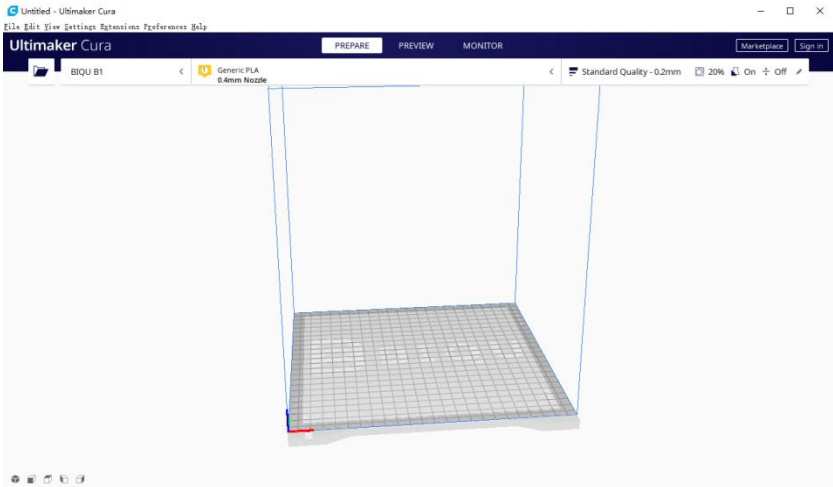 Untitled - Ultimaker Cura
File Edit View Settings Extensions Preferences Help
Ultimaker Cura PREPARE PREVIEW MONITOR Marketplace Sign in
BIQU B1 Generic PLA Standard Quality - 0.2mm 20% On Off
0.4mm Nozzle